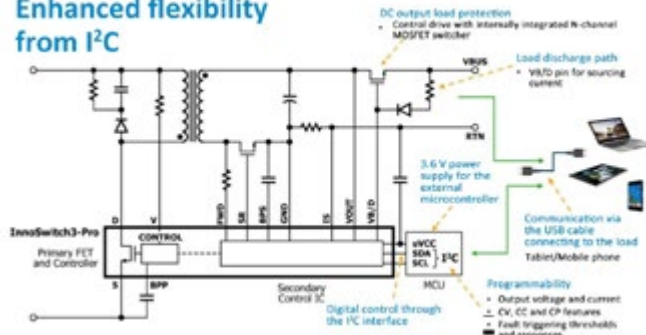 Enhanced flexibility
from I²C
DC output load protection
• Control drive with internally integrated N-channel
MOSFET switcher
VBUS
Load discharge path
• VB/D pin for sourcing
current
RTN
3.6 V power
supply for the
external
microcontroller
D
V
FWD
SR
BPS
GND
IS
VOUT
VB/D
InnoSwitch3-Pro
CONTROL
Primary FET
and Controller
uVCC
SDA
SCL
I²C
MCU
S
BPP
Secondary
Control IC
Digital control through
the I²C interface
Communication via
the USB cable
connecting to the load
Tablet/Mobile phone
Programmability
• Output voltage and current
• CV, CC and CP features
• Fault triggering thresholds
and responses